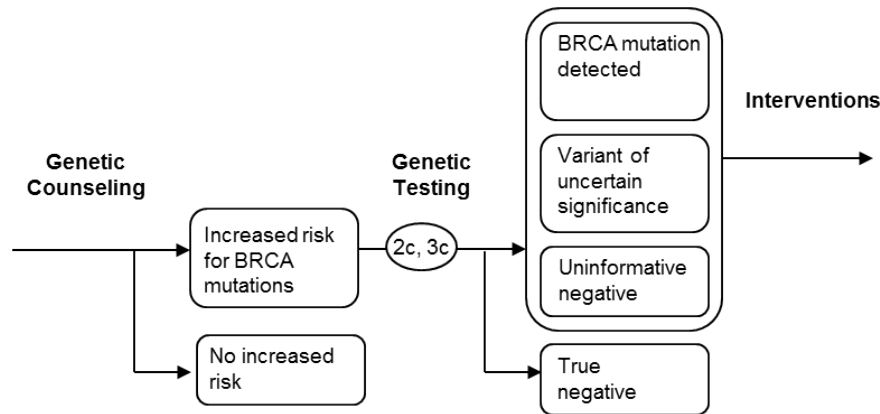 Genetic
Counseling
Increased risk
for BRCA
mutations
No increased
risk
Genetic
Testing
2c, 3c
BRCA mutation
detected
Variant of
uncertain
significance
Uninformative
negative
True
negative
Interventions